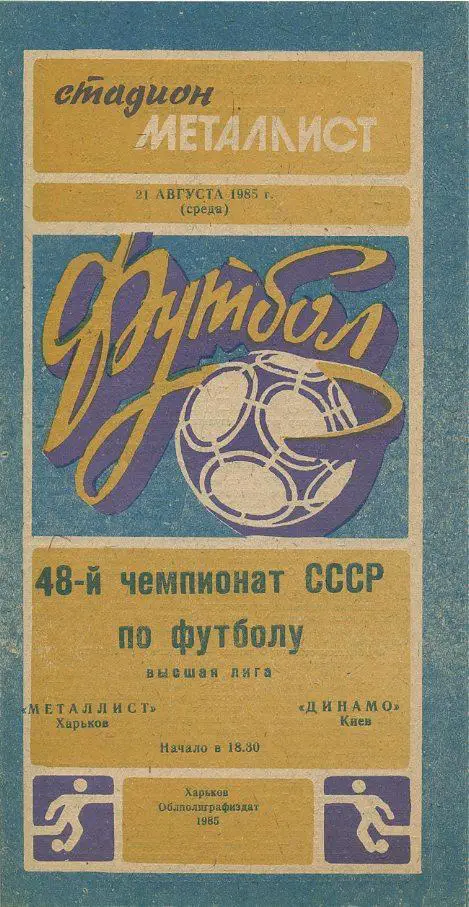 стадион
МЕТАЛЛИСТ
21 АВГУСТА 1985 г.
(среда)
Футбол
48-й чемпионат СССР
по футболу
высшая лига
«МЕТАЛЛИСТ» «ДИНАМО»
Харьков Киев
Начало в 18.30
Харьков
Облполиграфиздат
1985